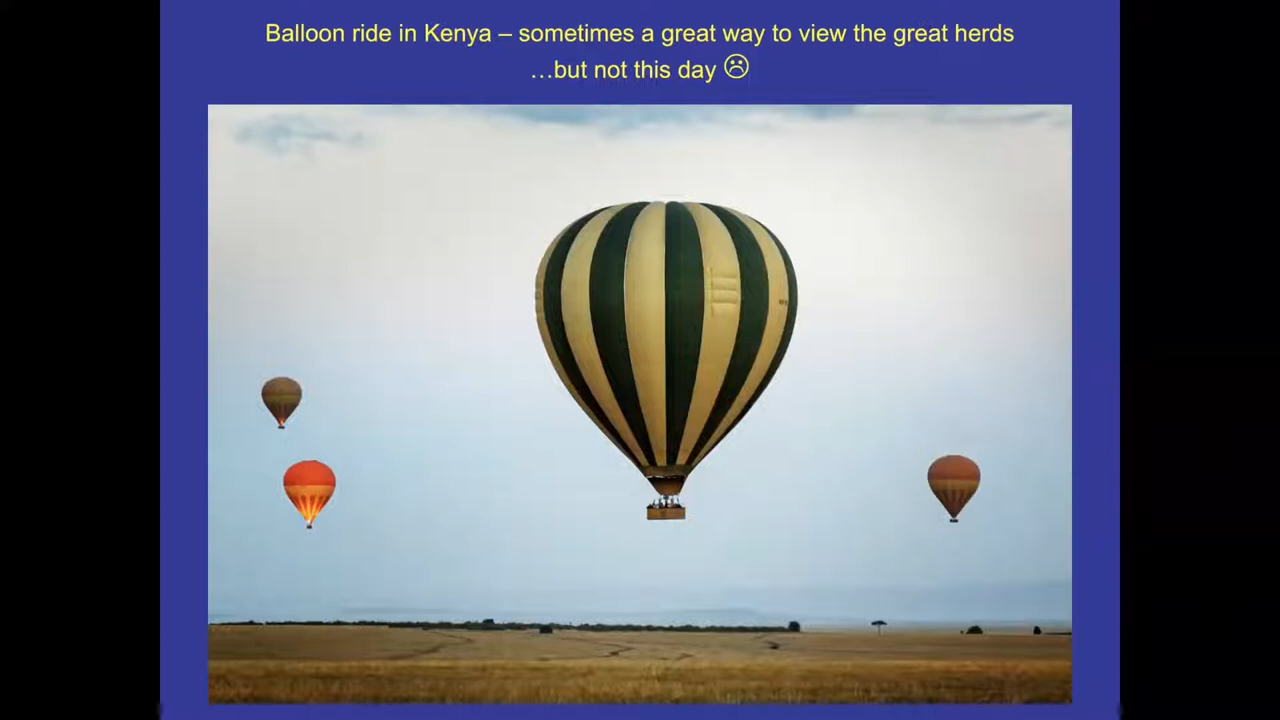 Balloon ride in Kenya – sometimes a great way to view the great herds
…but not this day ☹